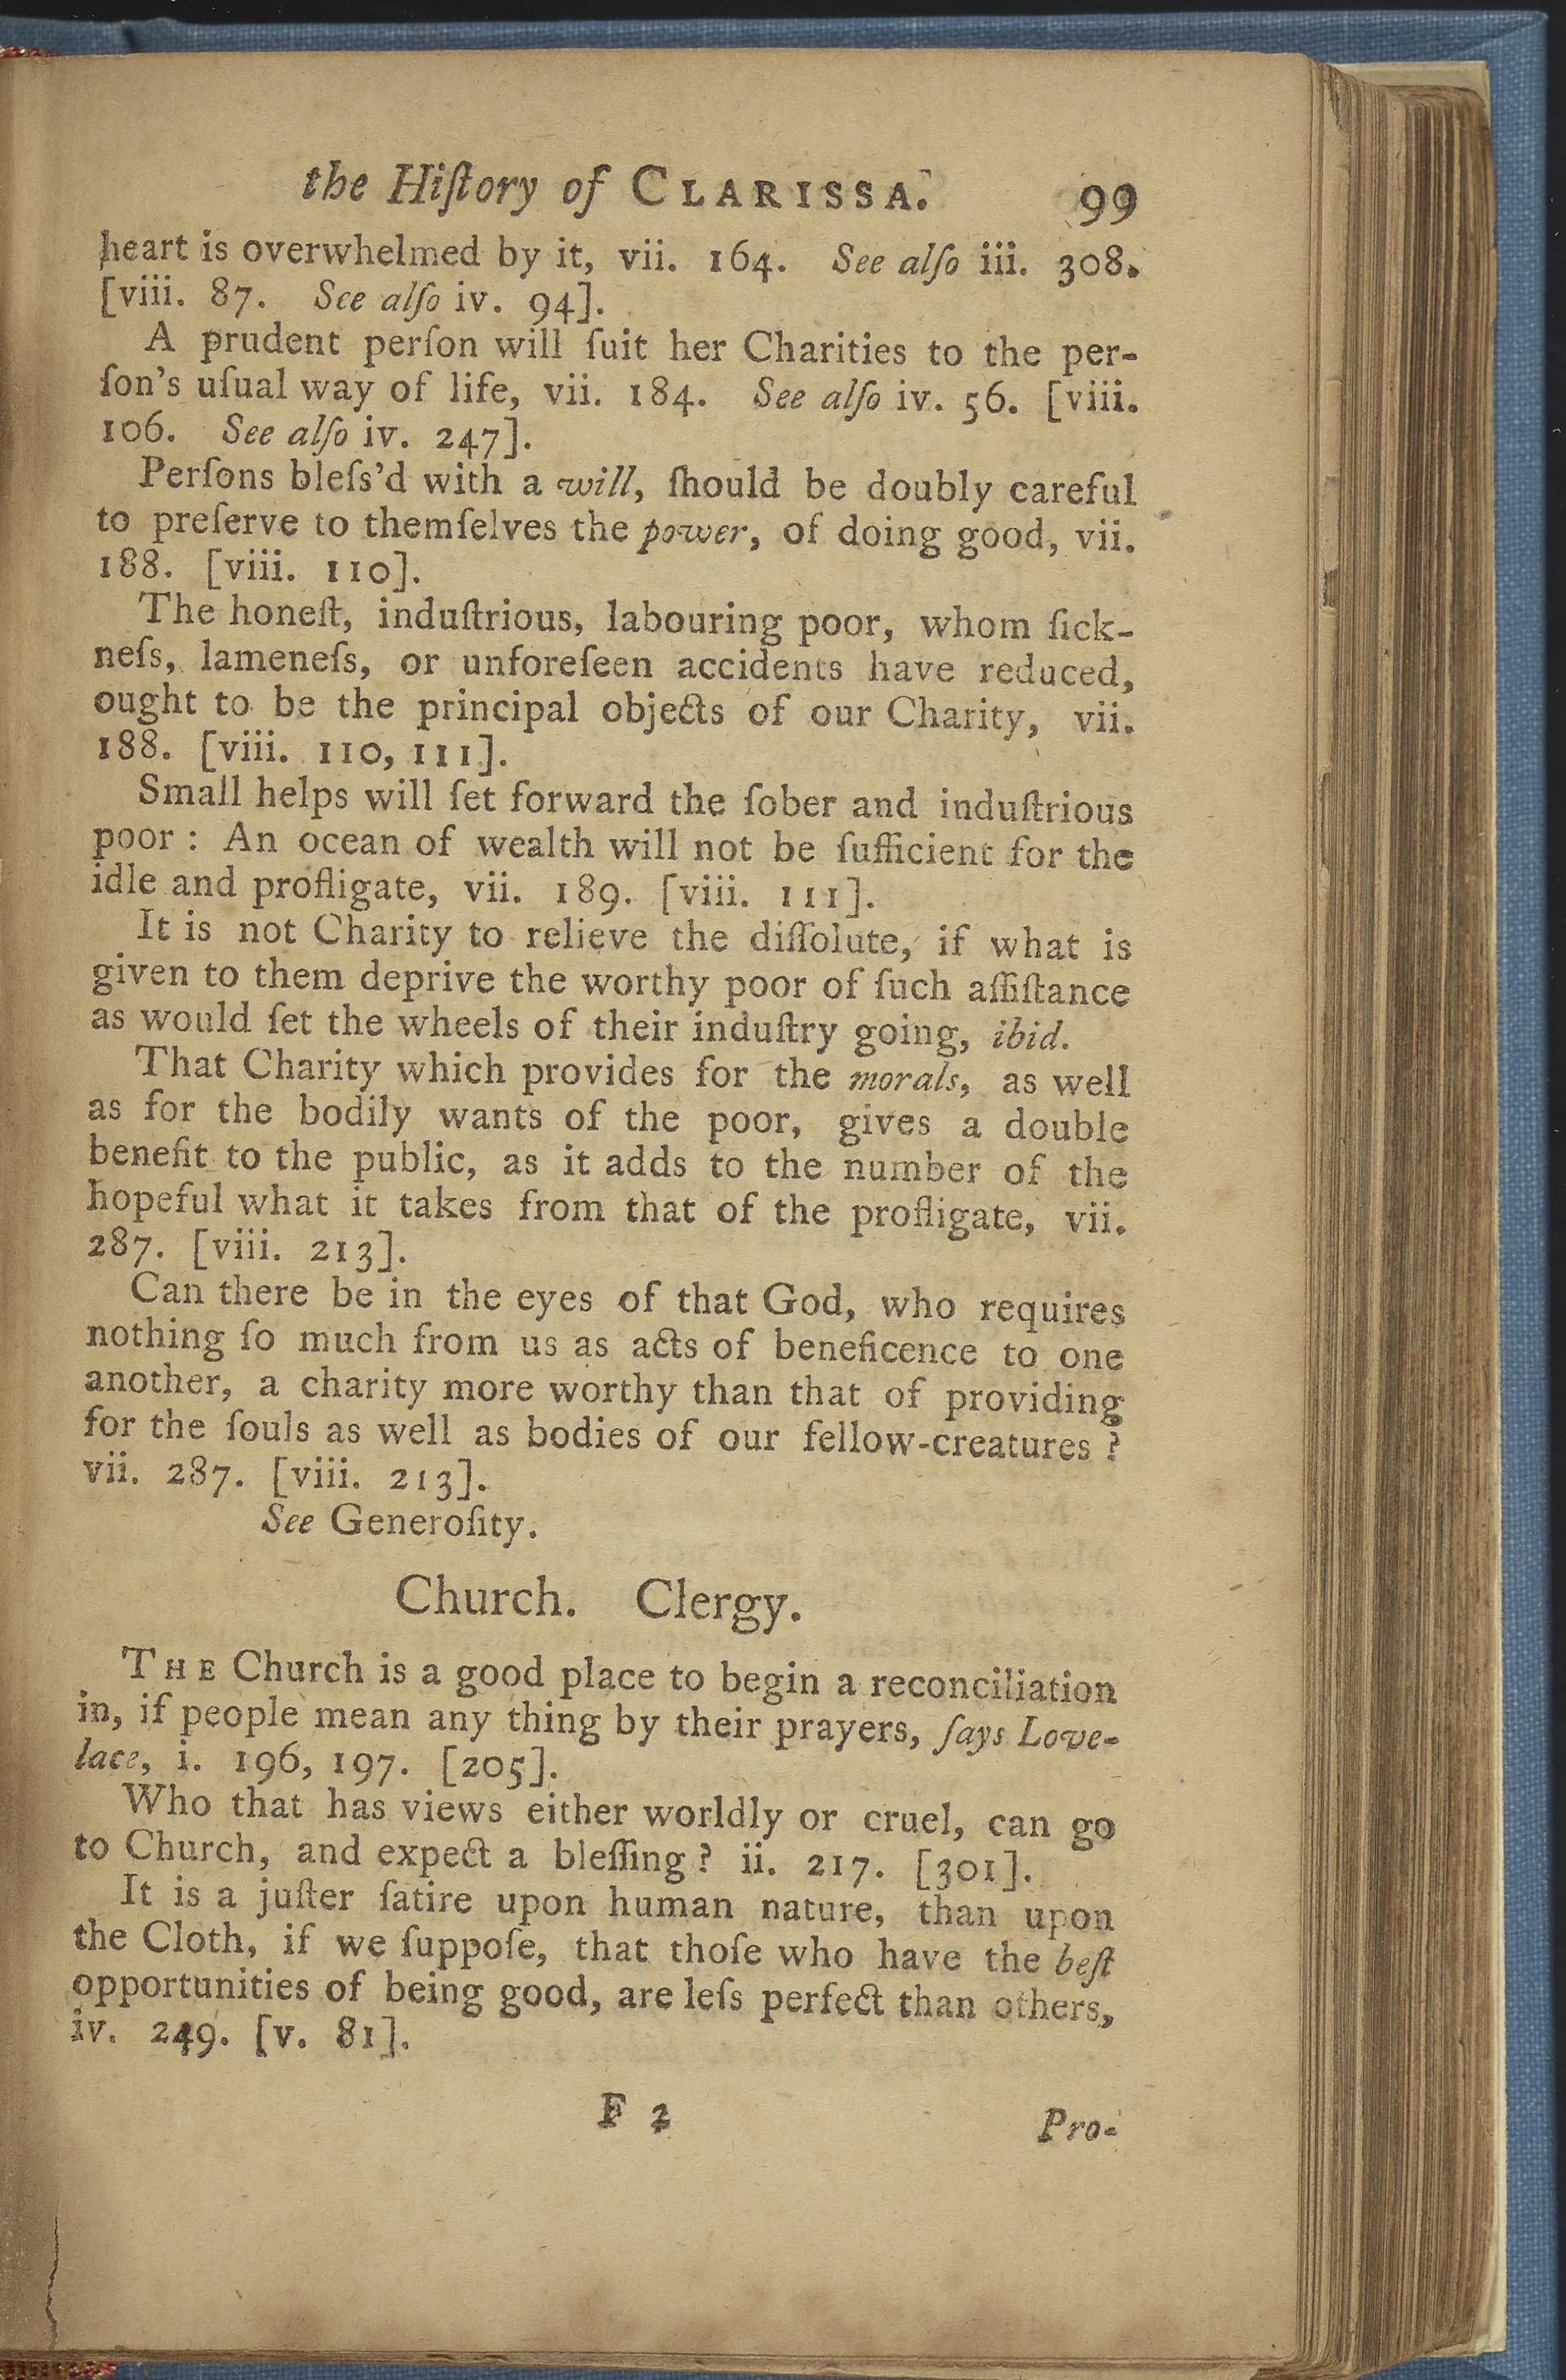 the Hiſtory of CLARISSA. 99
heart is overwhelmed by it, vii. 164. See alſo iii. 308.
[viii. 87. See alſo iv. 94].
A prudent perſon will ſuit her Charities to the per-
ſon's uſual way of life, vii. 184. See alſo iv. 56. [viii.
106. See alſo iv. 247].
Perſons bleſs'd with a will, ſhould be doubly careful
to preſerve to themſelves the power, of doing good, vii.
188. [viii. 110].
The honeſt, induſtrious, labouring poor, whom ſick-
neſs, lameneſs, or unforeſeen accidents have reduced,
ought to be the principal objects of our Charity, vii.
188. [viii. 110, 111].
Small helps will ſet forward the ſober and induſtrious
poor : An ocean of wealth will not be ſufficient for the
idle and profligate, vii. 189. [viii. 111].
It is not Charity to relieve the diſſolute, if what is
given to them deprive the worthy poor of ſuch aſſiſtance
as would ſet the wheels of their induſtry going, ibid.
That Charity which provides for the morals, as well
as for the bodily wants of the poor, gives a double
benefit to the public, as it adds to the number of the
hopeful what it takes from that of the profligate, vii.
287. [viii. 213].
Can there be in the eyes of that God, who requires
nothing ſo much from us as acts of beneficence to one
another, a charity more worthy than that of providing
for the ſouls as well as bodies of our fellow-creatures ?
vii. 287. [viii. 213].
See Generoſity.
Church. Clergy.
THE Church is a good place to begin a reconciliation
in, if people mean any thing by their prayers, ſays Love-
lace, i. 196, 197. [205].
Who that has views either worldly or cruel, can go
to Church, and expect a bleſſing ? ii. 217. [301].
It is a juſter ſatire upon human nature, than upon
the Cloth, if we ſuppoſe, that thoſe who have the beſt
opportunities of being good, are leſs perfect than others,
iv. 249. [v. 81].
F 2 Pro-